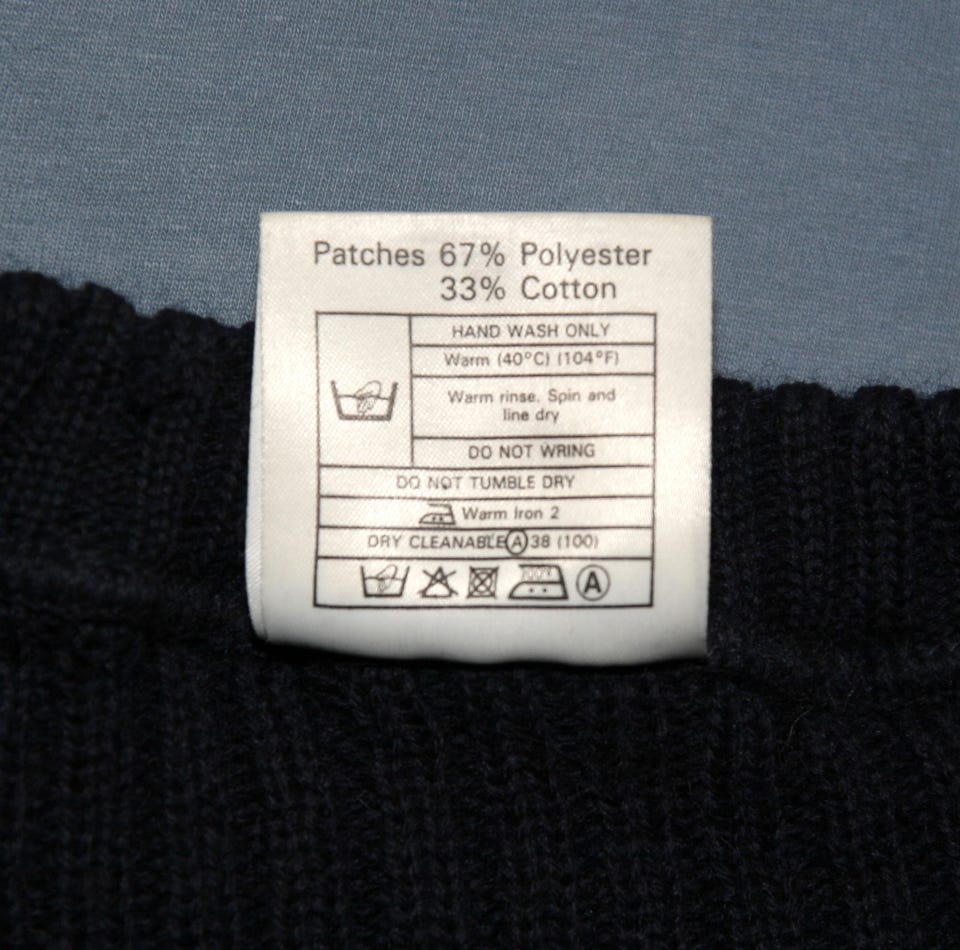 Patches 67% Polyester
33% Cotton
HAND WASH ONLY
Warm (40°C) (104°F)
Warm rinse. Spin and
line dry
DO NOT WRING
DO NOT TUMBLE DRY
Warm Iron 2
DRY CLEANABLE A 38 (100)
A